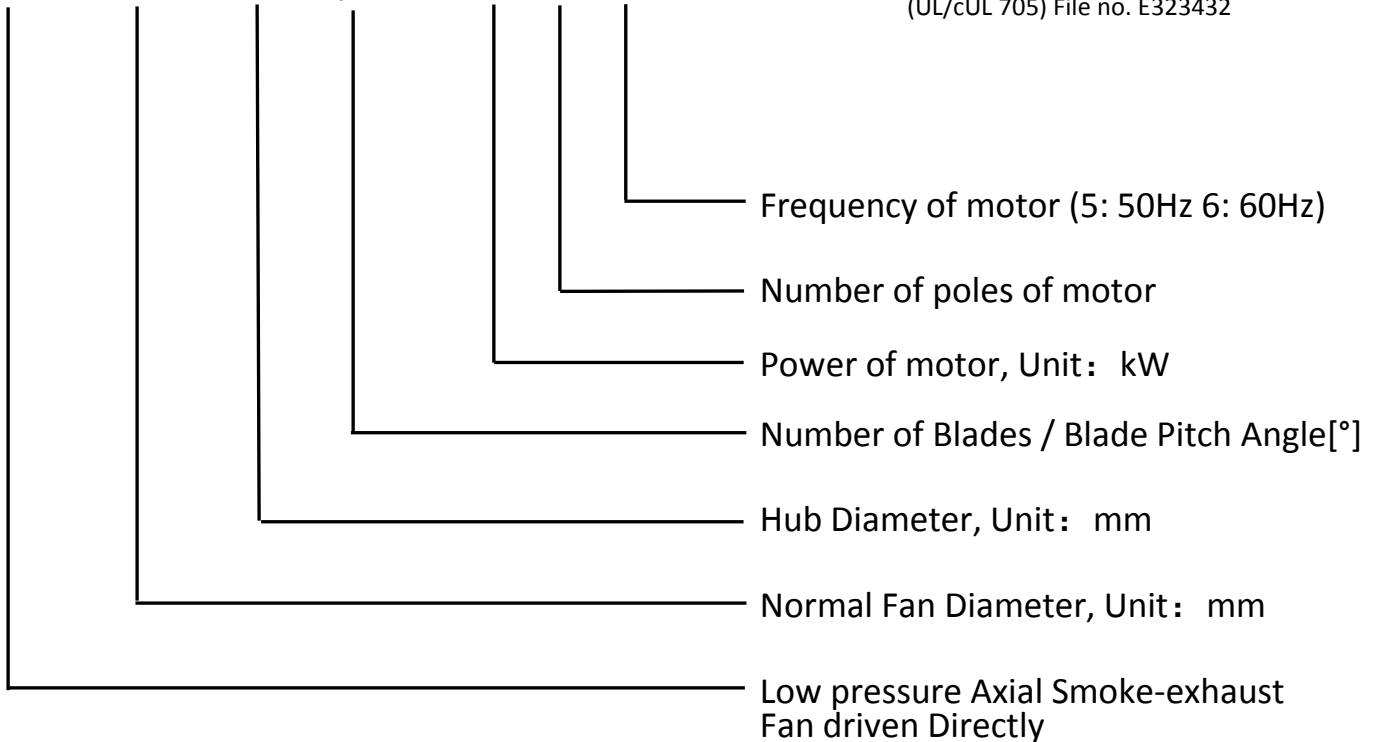 (UL/cUL 705) File no. E323432
Frequency of motor (5: 50Hz 6: 60Hz)
Number of poles of motor
Power of motor, Unit：kW
Number of Blades / Blade Pitch Angle[°]
Hub Diameter, Unit：mm
Normal Fan Diameter, Unit：mm
Low pressure Axial Smoke-exhaust
Fan driven Directly